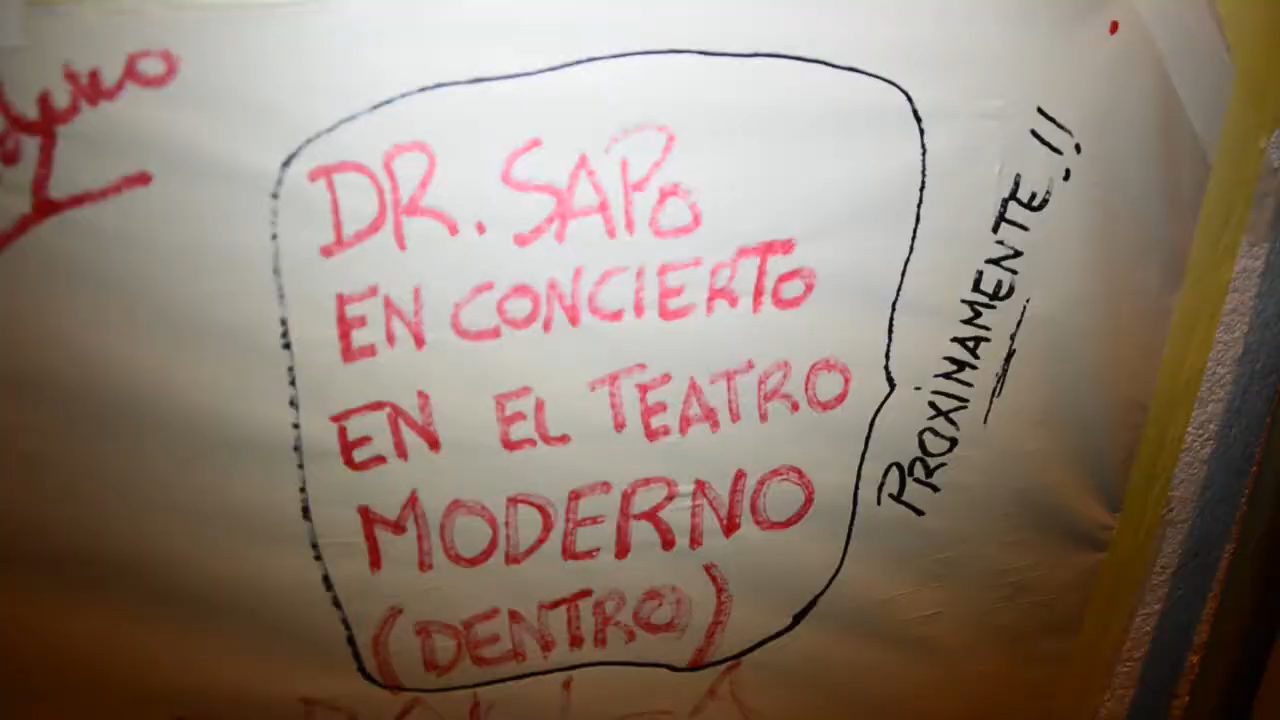 DR. SAPO
EN CONCIERTO
EN EL TEATRO
MODERNO
(DENTRO)
PROXIMAMENTE!!